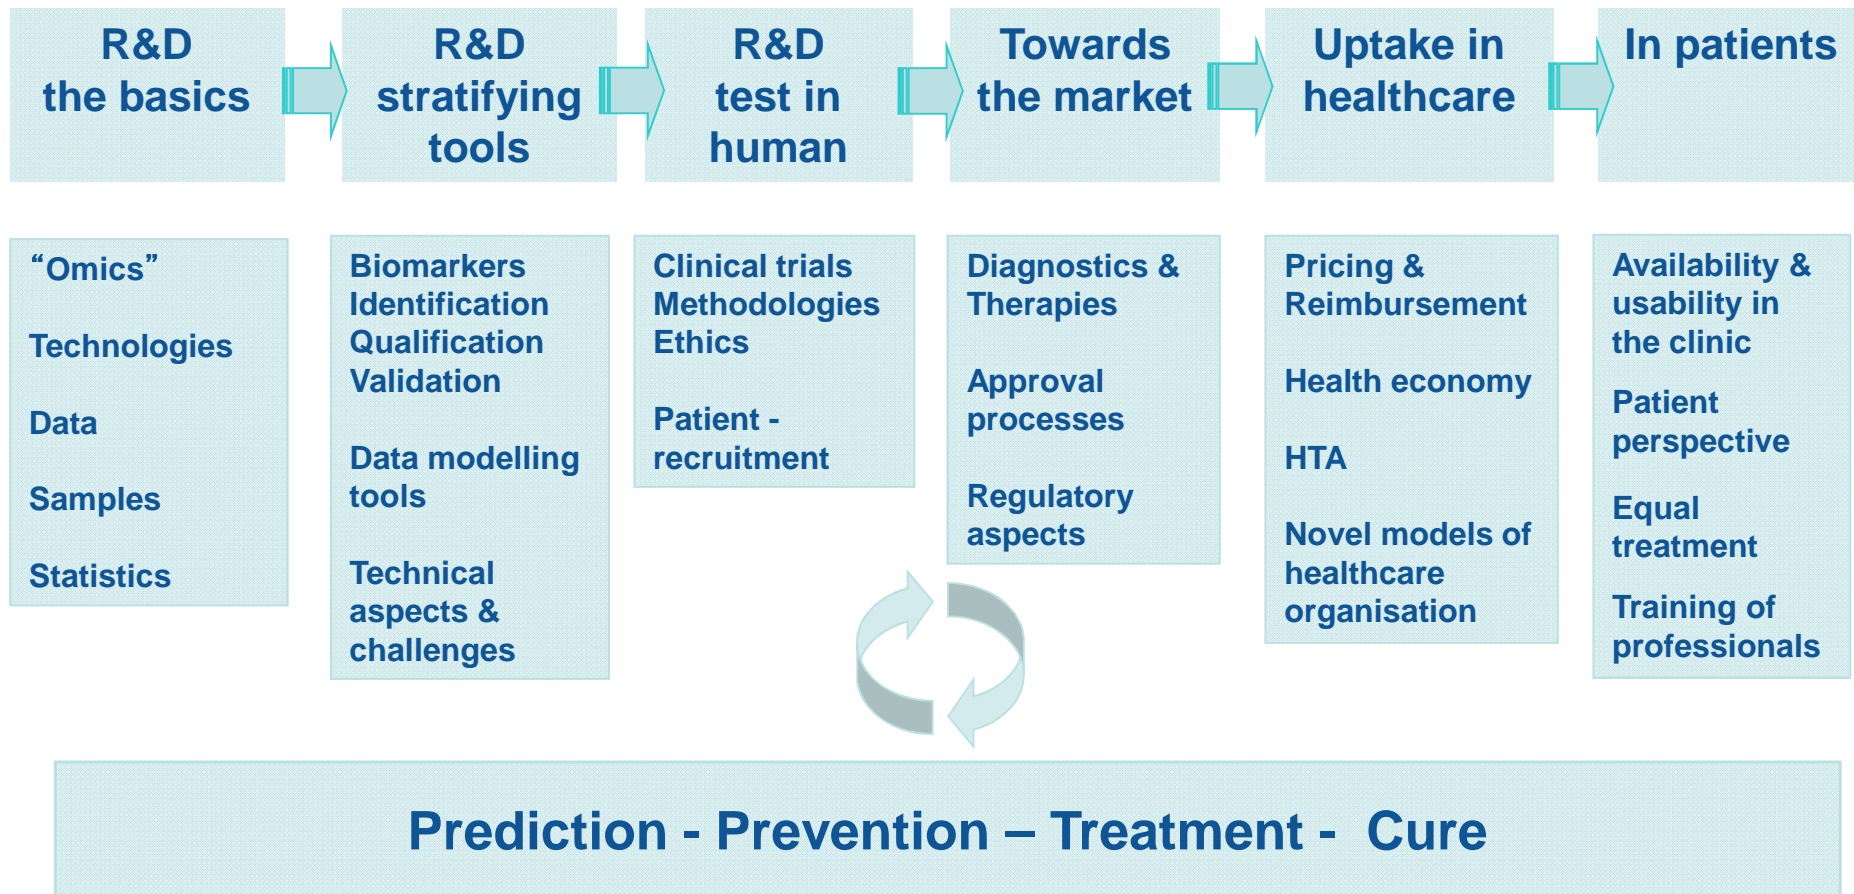 R&D
the basics
R&D
stratifying
tools
R&D
test in
human
Towards
the market
Uptake in
healthcare
In patients
“Omics”
Technologies
Data
Samples
Statistics
Biomarkers
Identification
Qualification
Validation
Data modelling
tools
Technical
aspects &
challenges
Clinical trials
Methodologies
Ethics
Patient -
recruitment
Diagnostics &
Therapies
Approval
processes
Regulatory
aspects
Pricing &
Reimbursement
Health economy
HTA
Novel models of
healthcare
organisation
Availability &
usability in
the clinic
Patient
perspective
Equal
treatment
Training of
professionals
Prediction - Prevention – Treatment - Cure